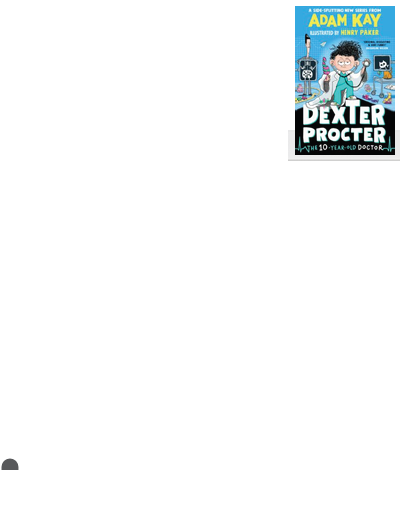 A SIDE-SPLITTING NEW SERIES FROM
ADAM KAY
ILLUSTRATED BY HENRY PAKER
DEXTER
PROCTER
THE 10-YEAR-OLD DOCTOR